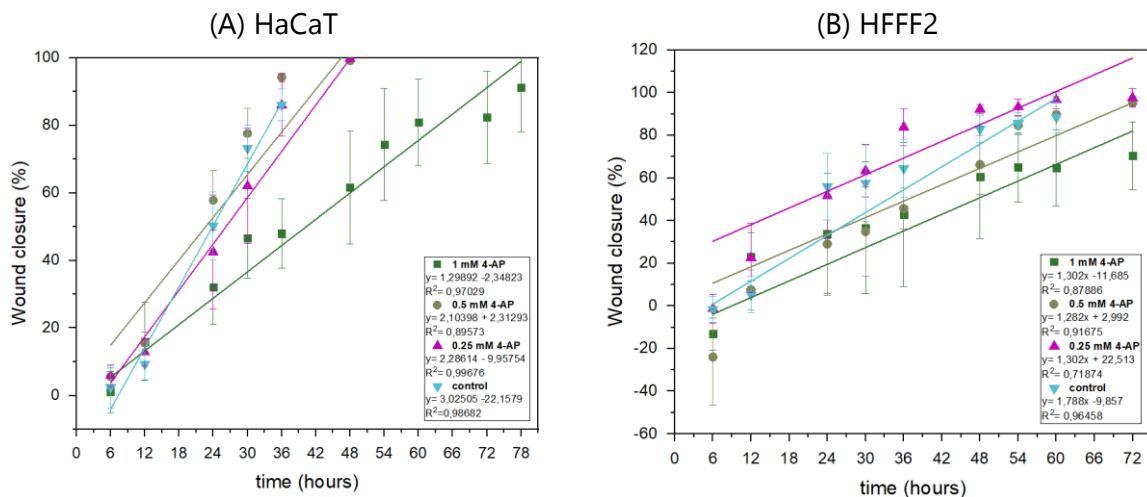 (A) HaCaT
Wound closure (%)
100
80
60
40
20
0
6 12 18 24 30 36 42 48 54 60 66 72 78
time (hours)
1 mM 4-AP
y= 1,29892 -2,34823
R²= 0,97029
0.5 mM 4-AP
y= 2,10398 + 2,31293
R²= 0,89573
0.25 mM 4-AP
y= 2,28614 - 9,95754
R²= 0,99676
control
y= 3,02505 -22,1579
R²=0,98682
(B) HFFF2
Wound closure (%)
120
100
80
60
40
20
0
-20
-40
-60
0 6 12 18 24 30 36 42 48 54 60 66 72
time (hours)
1 mM 4-AP
y= 1,302x -11,685
R²= 0,87886
0.5 mM 4-AP
y= 1,282x + 2,992
R²= 0,91675
0.25 mM 4-AP
y= 1,302x + 22,513
R²= 0,71874
control
y= 1,788x -9,857
R²= 0,96458